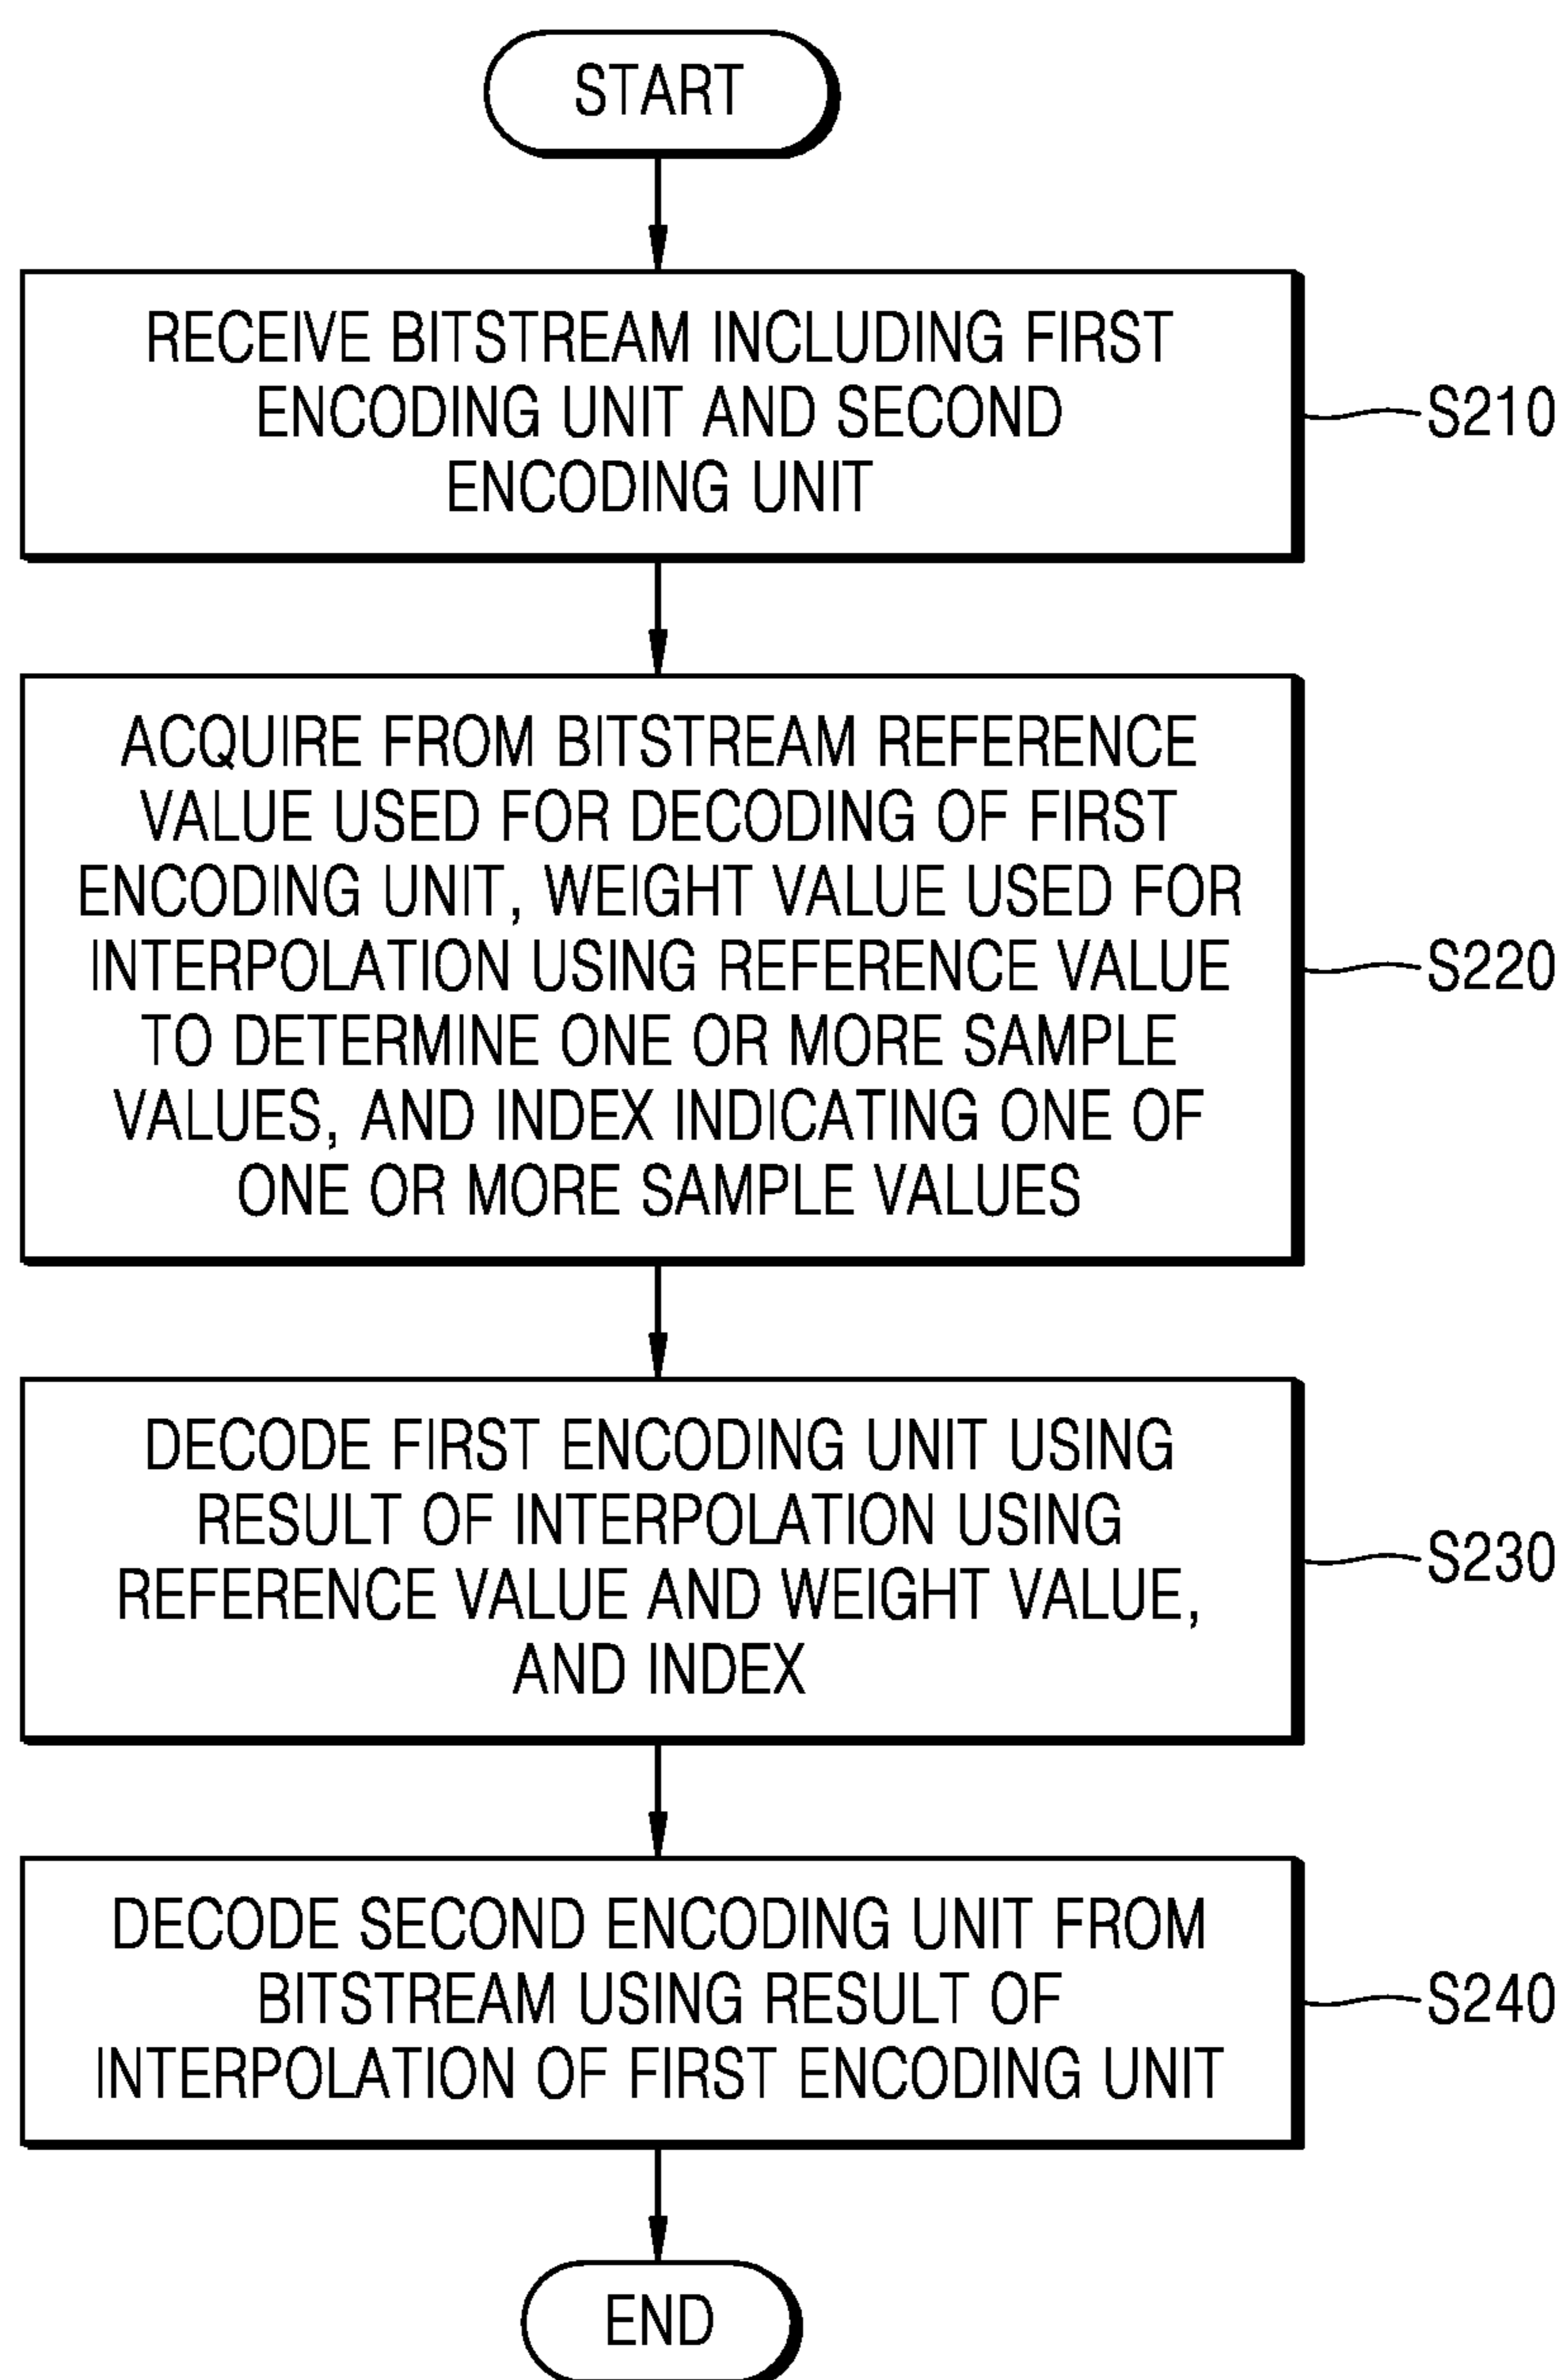 START
RECEIVE BITSTREAM INCLUDING FIRST
ENCODING UNIT AND SECOND
ENCODING UNIT
S210
ACQUIRE FROM BITSTREAM REFERENCE
VALUE USED FOR DECODING OF FIRST
ENCODING UNIT, WEIGHT VALUE USED FOR
INTERPOLATION USING REFERENCE VALUE
TO DETERMINE ONE OR MORE SAMPLE
VALUES, AND INDEX INDICATING ONE OF
ONE OR MORE SAMPLE VALUES
S220
DECODE FIRST ENCODING UNIT USING
RESULT OF INTERPOLATION USING
REFERENCE VALUE AND WEIGHT VALUE,
AND INDEX
S230
DECODE SECOND ENCODING UNIT FROM
BITSTREAM USING RESULT OF
INTERPOLATION OF FIRST ENCODING UNIT
S240
END